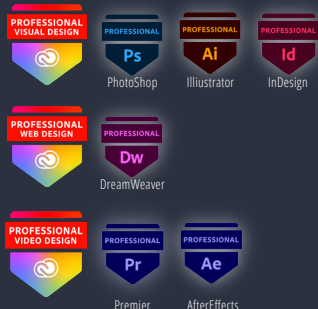 PROFESSIONAL
VISUAL DESIGN
PROFESSIONAL
Ps
PhotoShop
PROFESSIONAL
Ai
Illiustrator
PROFESSIONAL
Id
InDesign
PROFESSIONAL
WEB DESIGN
PROFESSIONAL
Dw
DreamWeaver
PROFESSIONAL
VIDEO DESIGN
PROFESSIONAL
Pr
Premier
PROFESSIONAL
Ae
AfterEffects